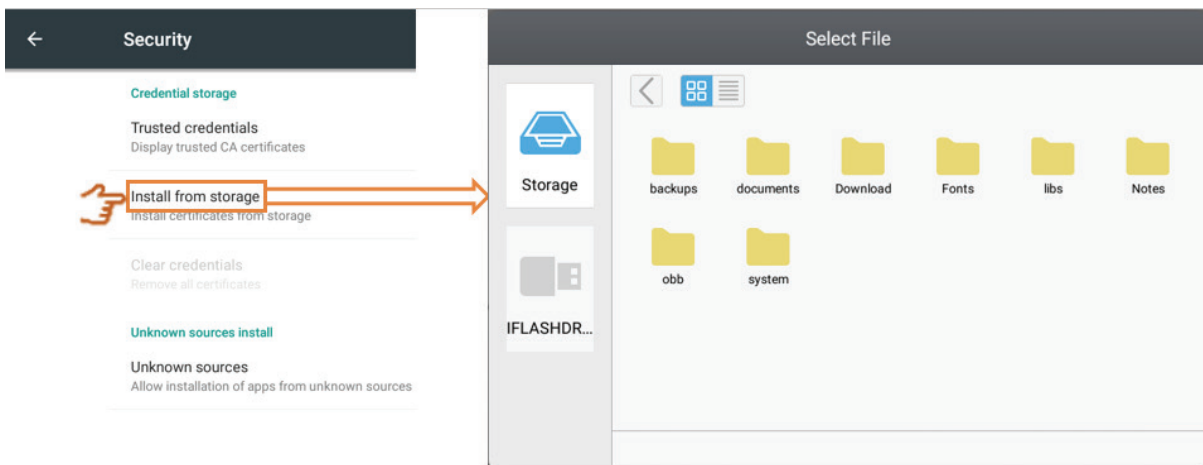 Security
Credential storage
Trusted credentials
Display trusted CA certificates
Install from storage
Install certificates from storage
Clear credentials
Remove all certificates
Unknown sources install
Unknown sources
Allow installation of apps from unknown sources
Select File
Storage
IFLASHDR...
backups documents Download Fonts libs Notes
obb system